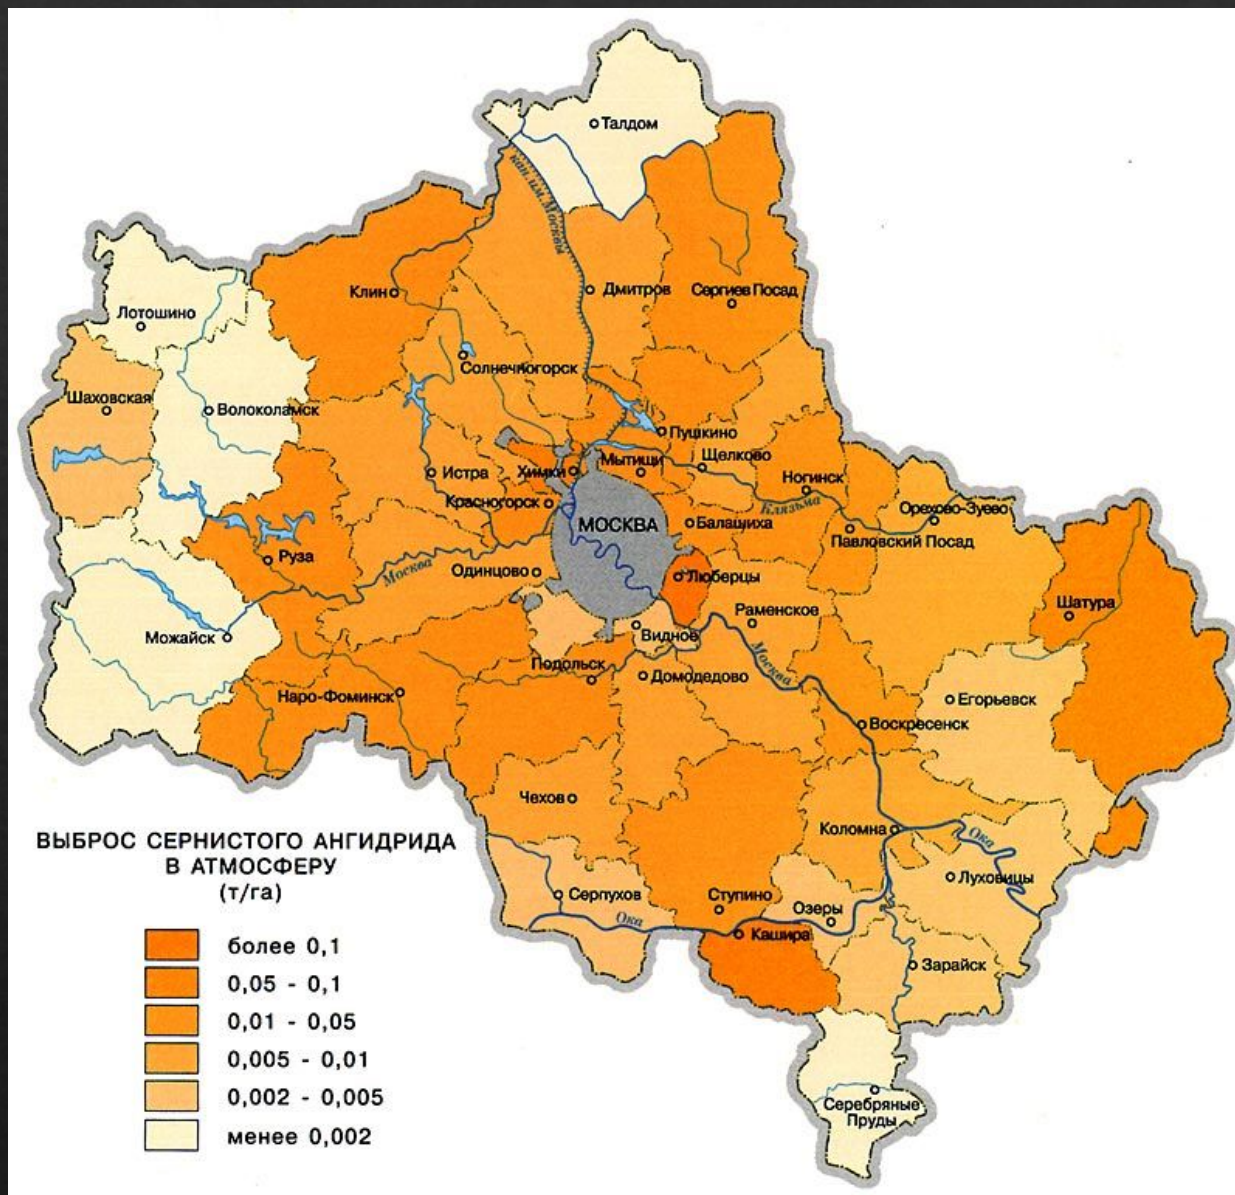 Талдом
кан. им. Москвы
Клин
Дмитров
Сергиев Посад
Лотошино
Солнечногорск
Шаховская
Волоколамск
Пушкино
Истра
Химки
Мытищи
Щелково
Ногинск
Красногорск
Клязьма
Орехово-Зуево
МОСКВА
Балашиха
Павловский Посад
Руза
Москва
Одинцово
Люберцы
Шатура
Раменское
Можайск
Видное
Подольск
Москва
Домодедово
Наро-Фоминск
Егорьевск
Воскресенск
Чехов
Коломна
Ока
Луховицы
Серпухов
Ступино
Озеры
Ока
Кашира
Зарайск
Серебряные
Пруды
ВЫБРОС СЕРНИСТОГО АНГИДРИДА
В АТМОСФЕРУ
(т/га)
более 0,1
0,05 - 0,1
0,01 - 0,05
0,005 - 0,01
0,002 - 0,005
менее 0,002